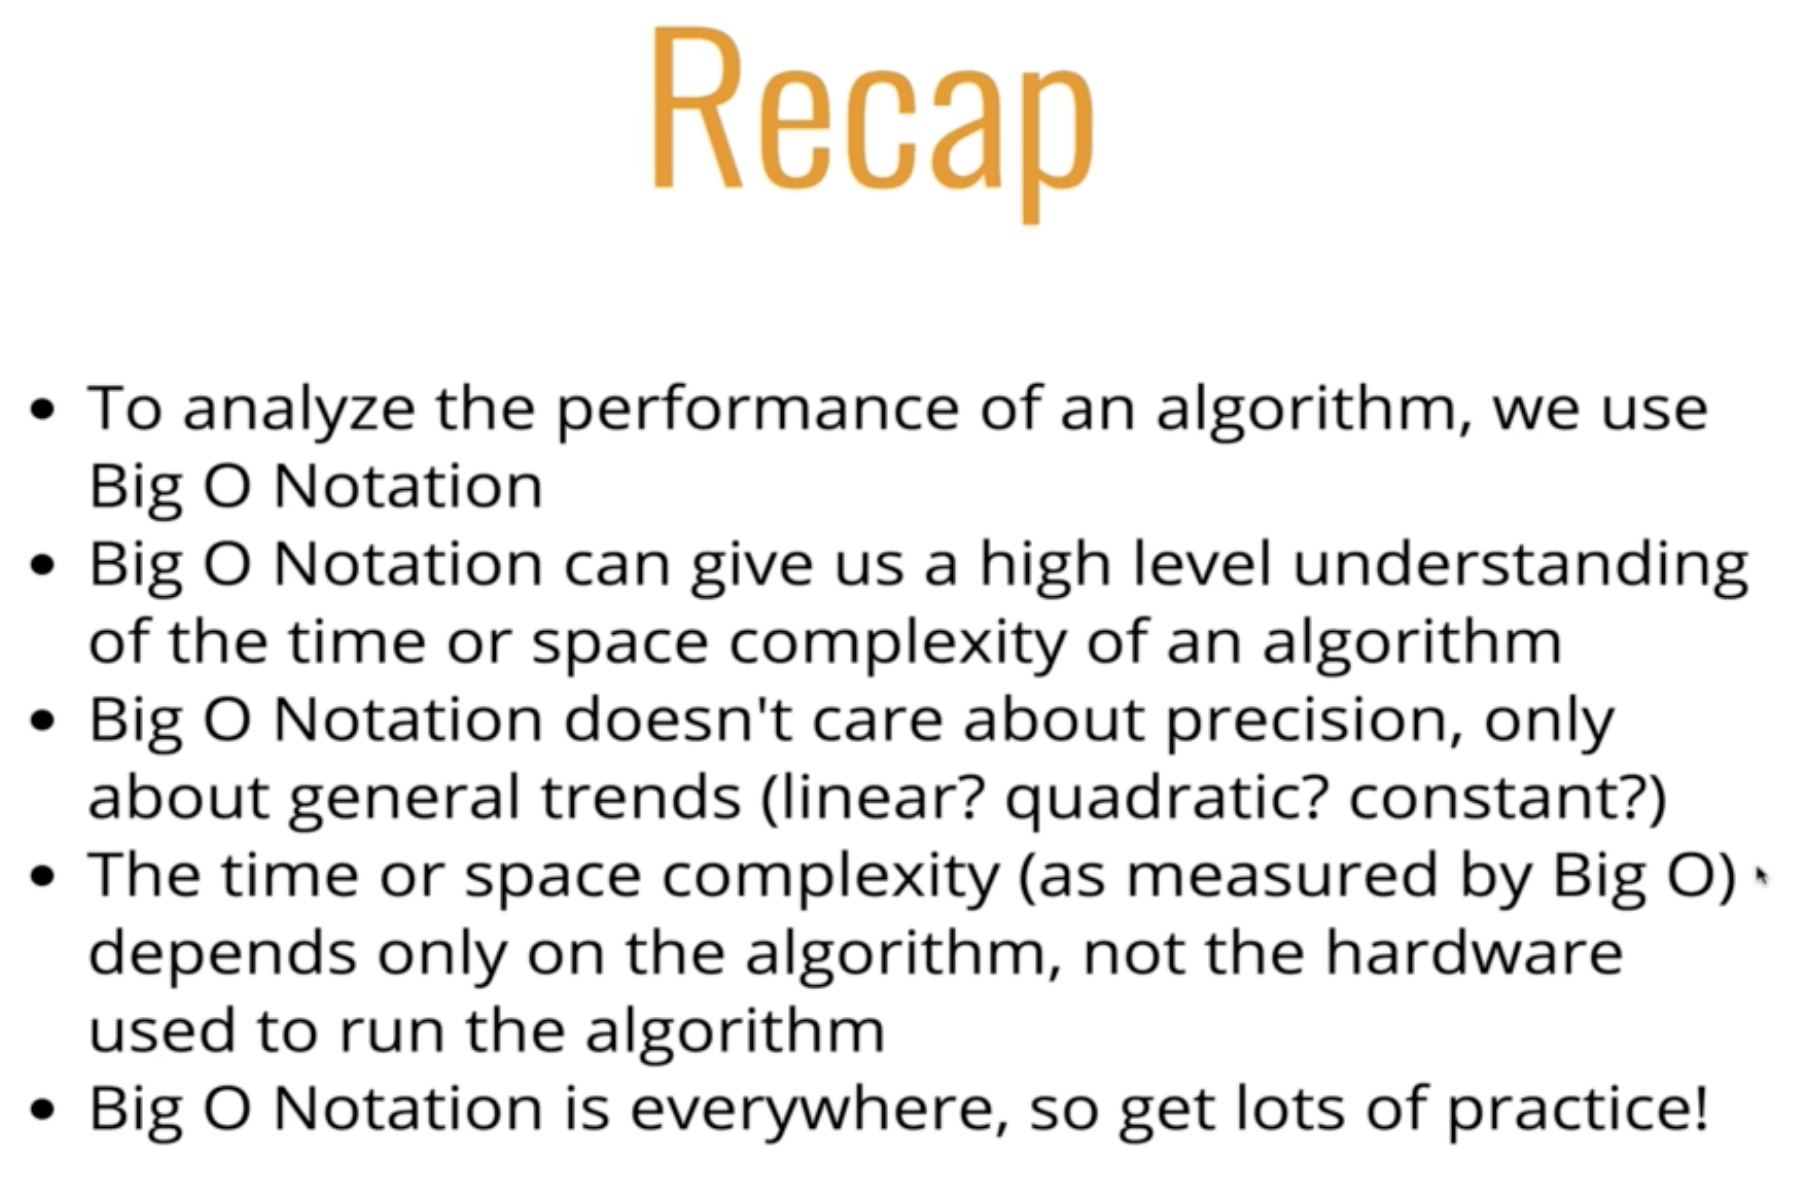 Recap
• To analyze the performance of an algorithm, we use
Big O Notation
• Big O Notation can give us a high level understanding
of the time or space complexity of an algorithm
• Big O Notation doesn't care about precision, only
about general trends (linear? quadratic? constant?)
• The time or space complexity (as measured by Big O)
depends only on the algorithm, not the hardware
used to run the algorithm
• Big O Notation is everywhere, so get lots of practice!